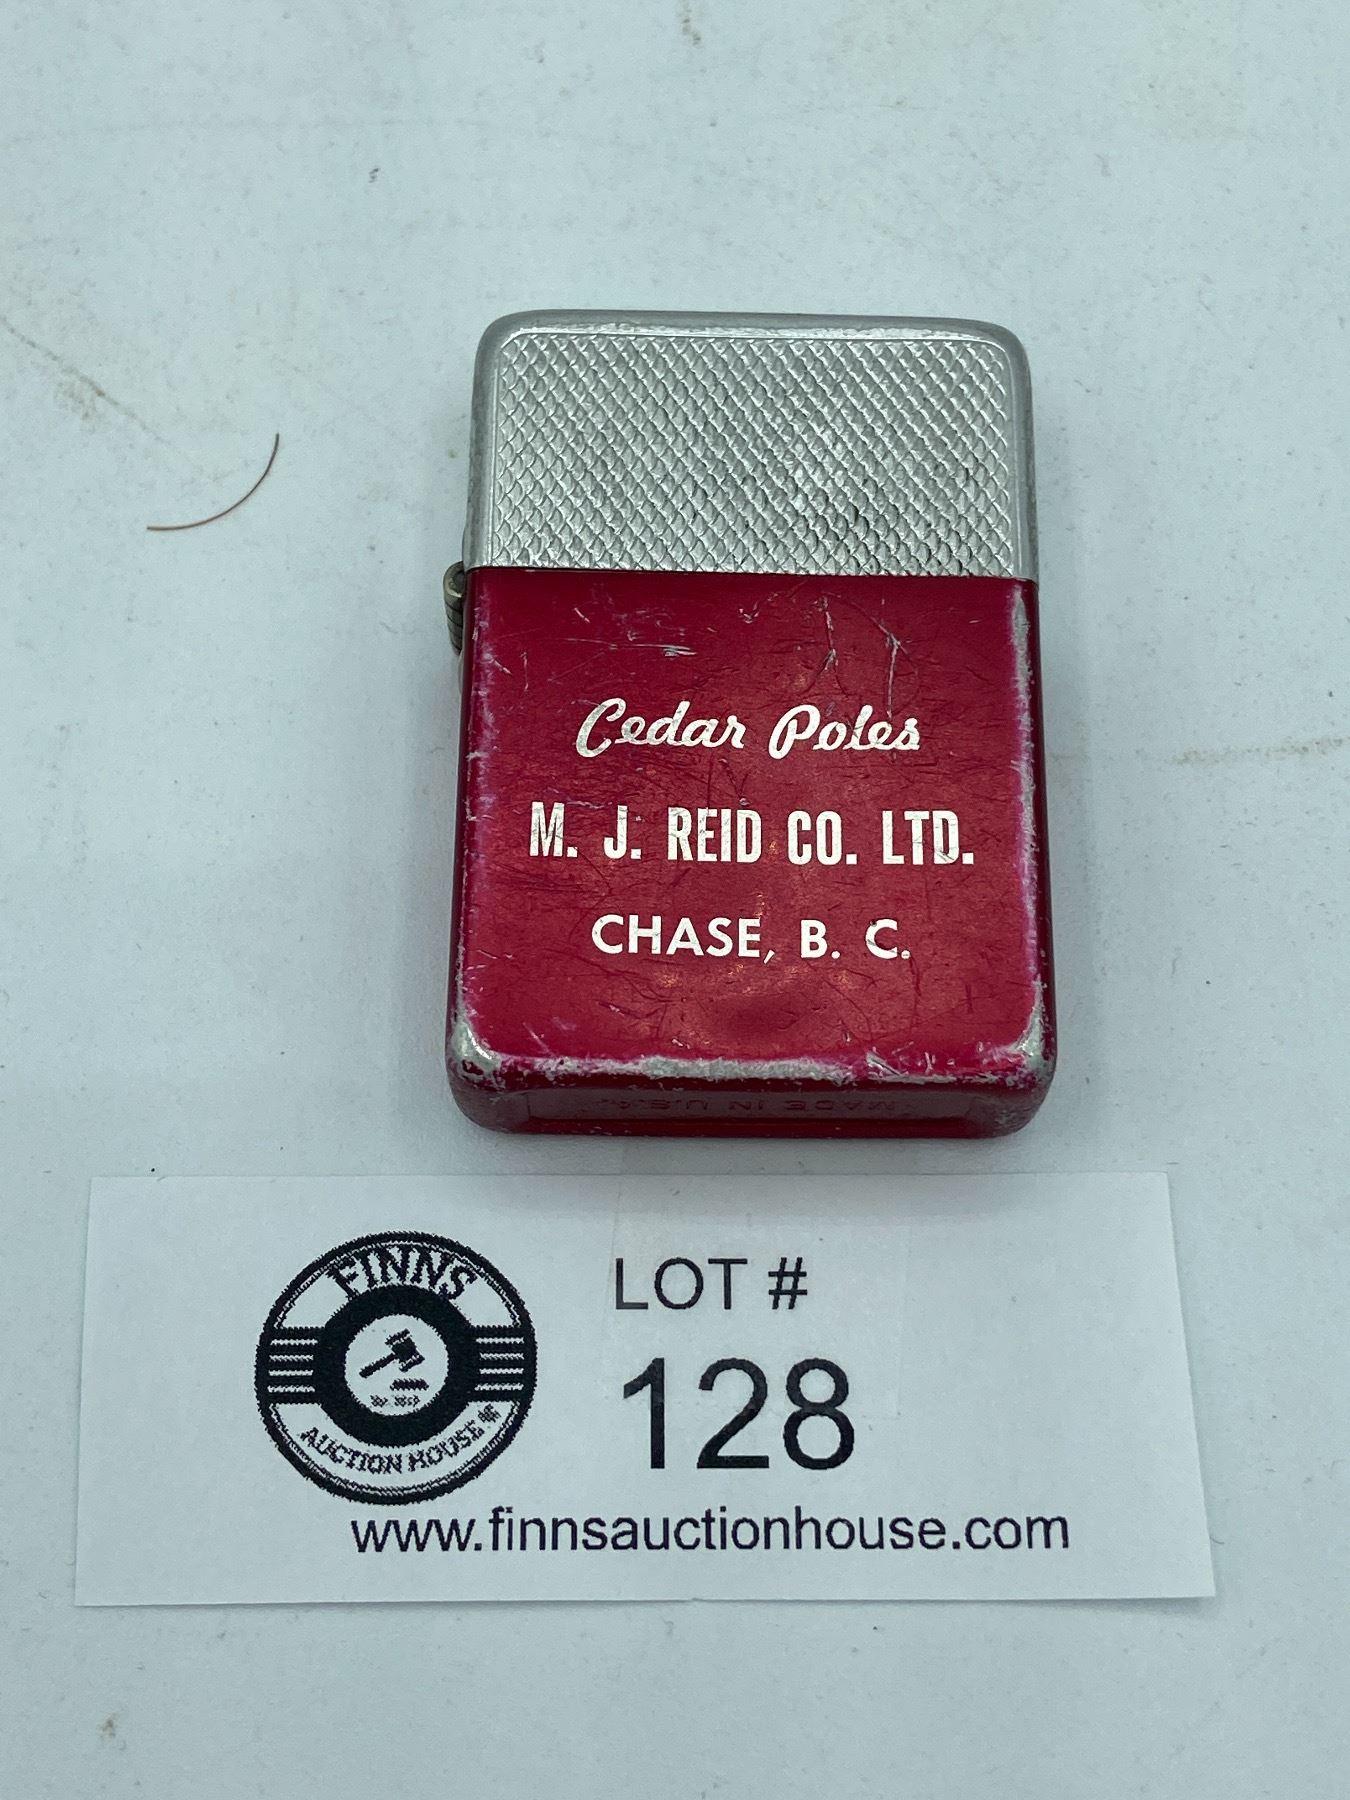 Cedar Poles
M. J. REID CO. LTD.
CHASE, B. C.
MADE IN U.S.A.
FINNS
AUCTION HOUSE
LOT #
128
www.finnsauctionhouse.com